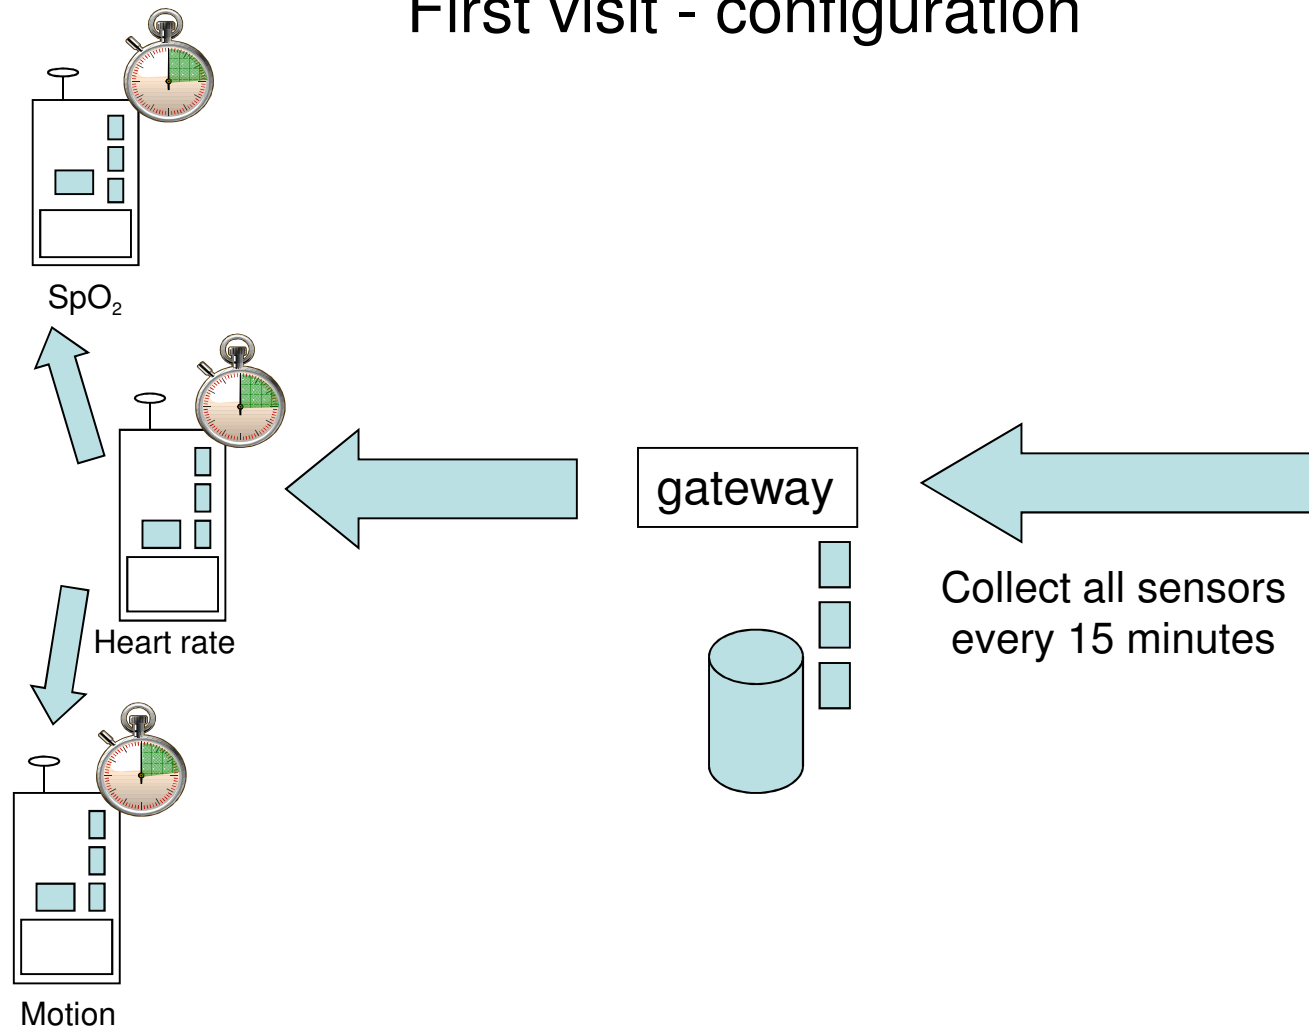 First visit - configuration
SpO₂
gateway
Collect all sensors
every 15 minutes
Heart rate
Motion